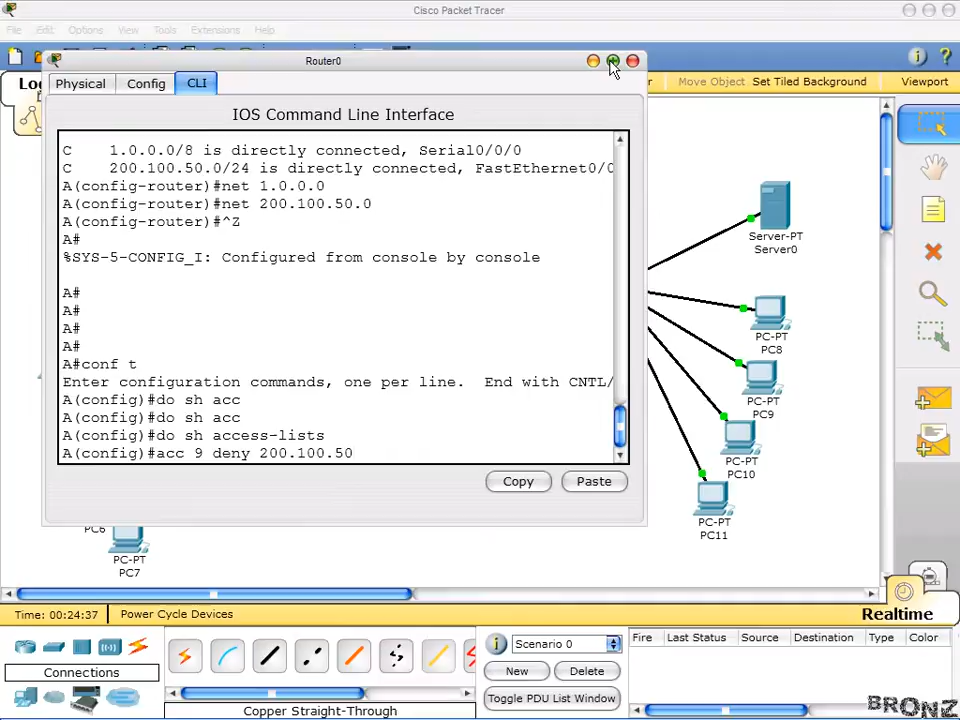 Cisco Packet Tracer
File Edit Options View Tools Extensions Help
Router0
Physical Config CLI
Move Object Set Tiled Background Viewport
IOS Command Line Interface
C 1.0.0.0/8 is directly connected, Serial0/0/0
C 200.100.50.0/24 is directly connected, FastEthernet0/0
A(config-router)#net 1.0.0.0
A(config-router)#net 200.100.50.0
A(config-router)#^Z
A#
%SYS-5-CONFIG_I: Configured from console by console
A#
A#
A#
A#
A#conf t
Enter configuration commands, one per line. End with CNTL/
A(config)#do sh acc
A(config)#do sh acc
A(config)#do sh access-lists
A(config)#acc 9 deny 200.100.50
Copy Paste
Server-PT
Server0
PC-PT
PC8
PC-PT
PC9
PC-PT
PC10
PC-PT
PC11
PC6
PC-PT
PC7
Time: 00:24:37 Power Cycle Devices
Realtime
Connections
Copper Straight-Through
Scenario 0
New Delete
Toggle PDU List Window
Fire Last Status Source Destination Type Color
BRONZ